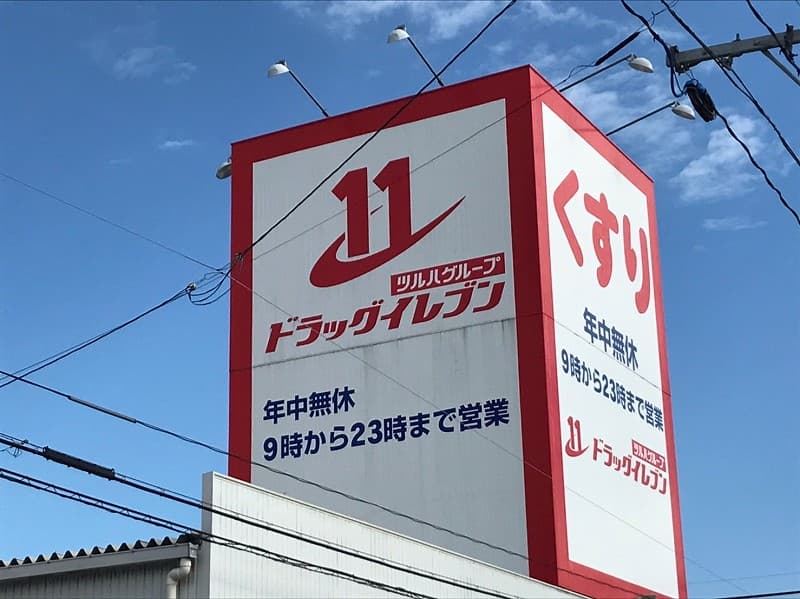 11
ツルハグループ
ドラッグイレブン
年中無休
9時から23時まで営業
くすり
年中無休
9時から23時まで営業
11
ツルハグループ
ドラッグイレブン